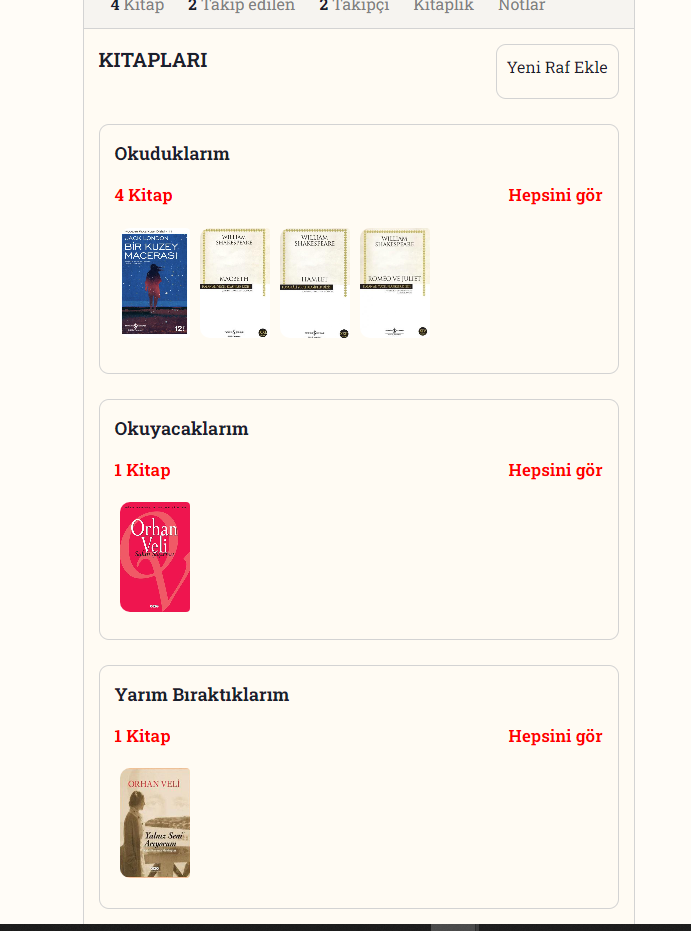 4 Kitap 2 Takip edilen 2 Takipçi Kitaplık Notlar
KITAPLARI
Yeni Raf Ekle
Okuduklarım
4 Kitap Hepsini gör
JACK LONDON
BİR KUZEY
MACERASI
WILLIAM
SHAKESPEARE
MACBETH
WILLIAM
SHAKESPEARE
HAMLET
WILLIAM
SHAKESPEARE
ROMEO VE JULIET
Okuyacaklarım
1 Kitap Hepsini gör
Orhan
Veli
Yarım Bıraktıklarım
1 Kitap Hepsini gör
ORHAN VELİ
Yalnız Seni
Arıyorum